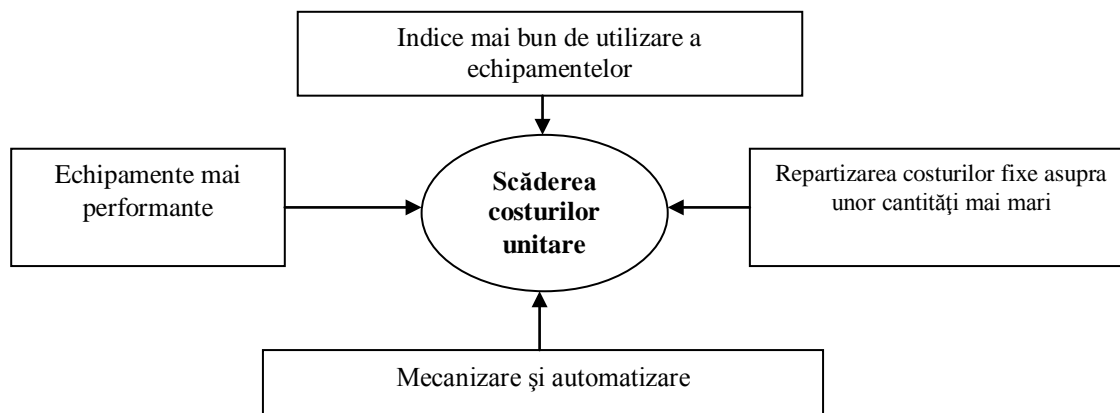 Indice mai bun de utilizare a
echipamentelor
Echipamente mai
performante
Scăderea
costurilor
unitare
Repartizarea costurilor fixe asupra
unor cantităţi mai mari
Mecanizare şi automatizare